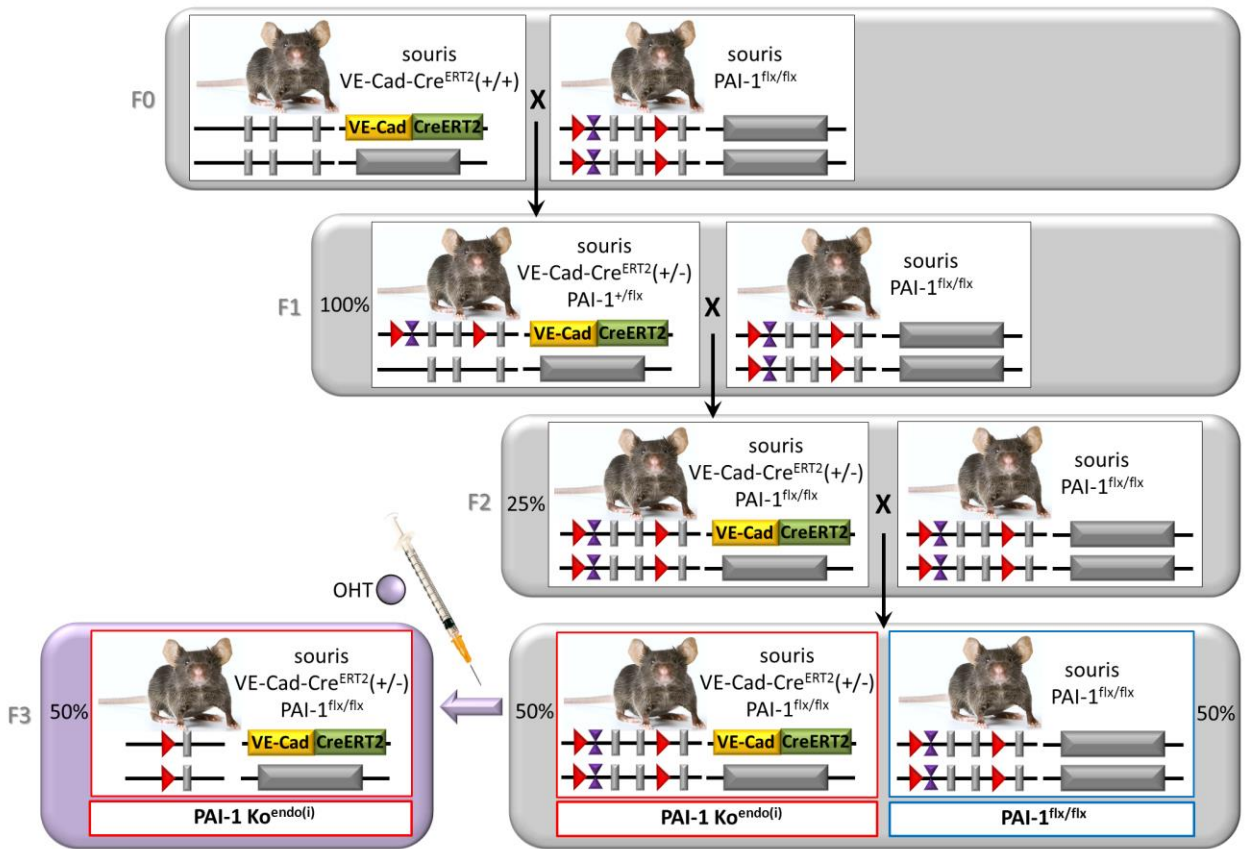 F0
souris
VE-Cad-CreERT2(+/+)
VE-Cad CreERT2
X
souris
PAI-1flx/flx
F1
100%
souris
VE-Cad-CreERT2(+/-)
PAI-1+/flx
VE-Cad CreERT2
X
souris
PAI-1flx/flx
F2
25%
souris
VE-Cad-CreERT2(+/-)
PAI-1flx/flx
VE-Cad CreERT2
X
souris
PAI-1flx/flx
OHT
F3
50%
souris
VE-Cad-CreERT2(+/-)
PAI-1flx/flx
VE-Cad CreERT2
PAI-1 Koendo(i)
50%
souris
VE-Cad-CreERT2(+/-)
PAI-1flx/flx
VE-Cad CreERT2
PAI-1 Koendo(i)
souris
PAI-1flx/flx
50%
PAI-1flx/flx